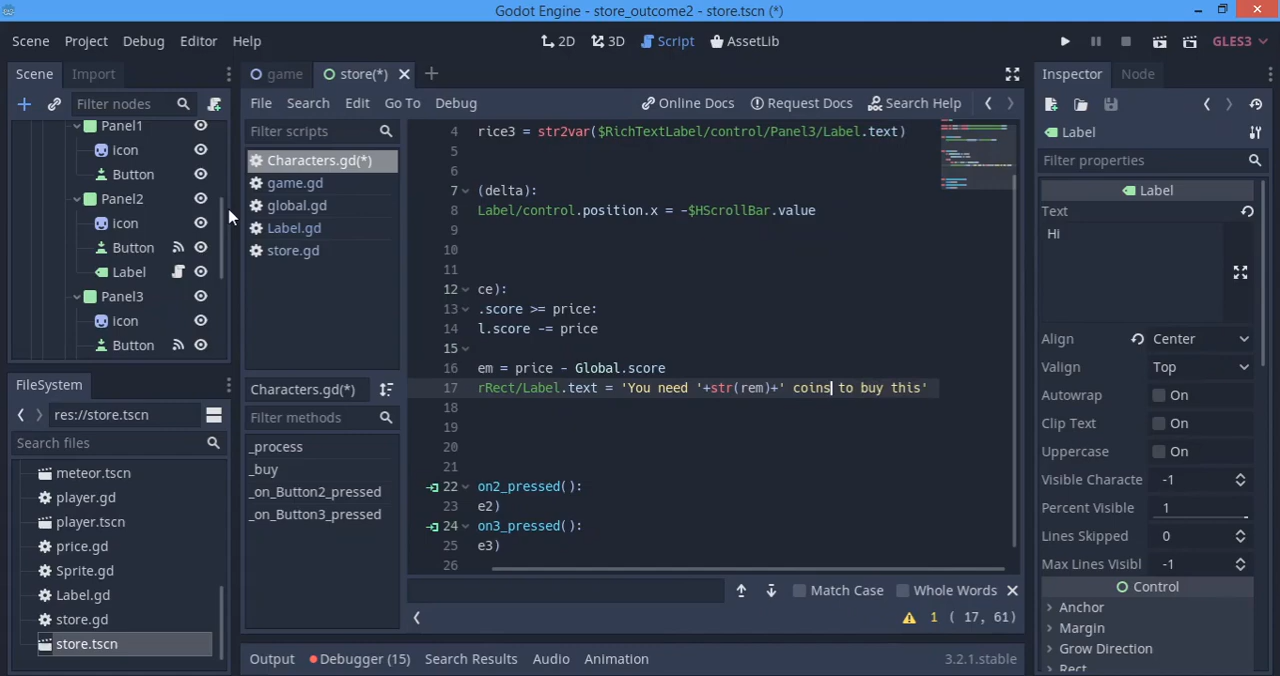 Godot Engine - store_outcome2 - store.tscn (*)
Scene Project Debug Editor Help 2D 3D Script AssetLib GLES3
Scene Import game store(*) Inspector Node
Filter nodes File Search Edit Go To Debug Online Docs Request Docs Search Help
Panel1
icon
Button
Panel2
icon
Button
Label
Panel3
icon
Button
FileSystem
res://store.tscn
Search files
meteor.tscn
player.gd
player.tscn
price.gd
Sprite.gd
Label.gd
store.gd
store.tscn
Filter scripts
Characters.gd(*)
game.gd
global.gd
Label.gd
store.gd
Characters.gd(*)
Filter methods
_process
_buy
_on_Button2_pressed
_on_Button3_pressed
4 rice3 = str2var($RichTextLabel/control/Panel3/Label.text)
5
6
7 (delta):
8 Label/control.position.x = -$HScrollBar.value
9
10
11
12 ce):
13 .score >= price:
14 l.score -= price
15
16 em = price - Global.score
17 rRect/Label.text = 'You need '+str(rem)+' coins to buy this'
18
19
20
21
22 on2_pressed():
23 e2)
24 on3_pressed():
25 e3)
26
Match Case Whole Words
1 ( 17, 61)
Output Debugger (15) Search Results Audio Animation 3.2.1.stable
Label
Filter properties
Label
Text
Hi
Align Center
Valign Top
Autowrap On
Clip Text On
Uppercase On
Visible Characte -1
Percent Visible 1
Lines Skipped 0
Max Lines Visibl -1
Control
Anchor
Margin
Grow Direction
Rect